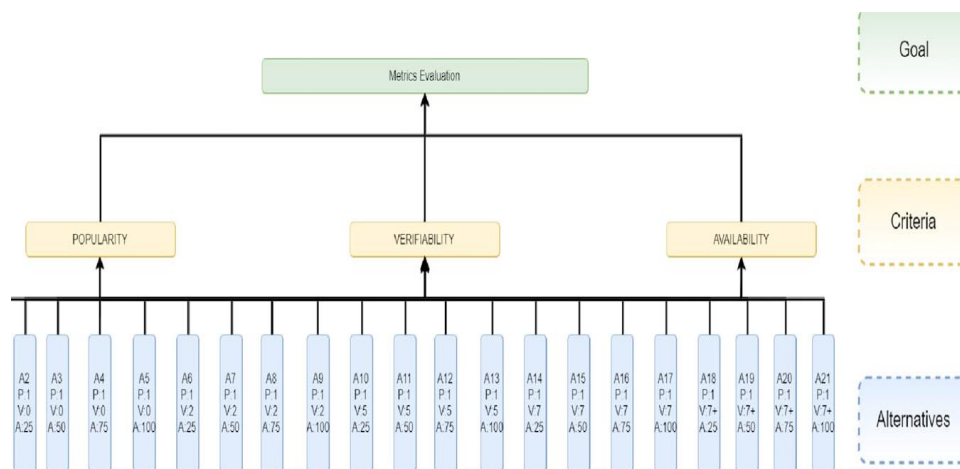 Goal
Metrics Evaluation
Criteria
POPULARITY
VERIFIABILITY
AVAILABILITY
A2
P:1
V:0
A:25
A3
P:1
V:0
A:50
A4
P:1
V:0
A:75
A5
P:1
V:0
A:100
A6
P:1
V:2
A:25
A7
P:1
V:2
A:50
A8
P:1
V:2
A:75
A9
P:1
V:2
A:100
A10
P:1
V:5
A:25
A11
P:1
V:5
A:50
A12
P:1
V:5
A:75
A13
P:1
V:5
A:100
A14
P:1
V:7
A:25
A15
P:1
V:7
A:50
A16
P:1
V:7
A:75
A17
P:1
V:7
A:100
A18
P:1
V:7+
A:25
A19
P:1
V:7+
A:50
A20
P:1
V:7+
A:75
A21
P:1
V:7+
A:100
Alternatives